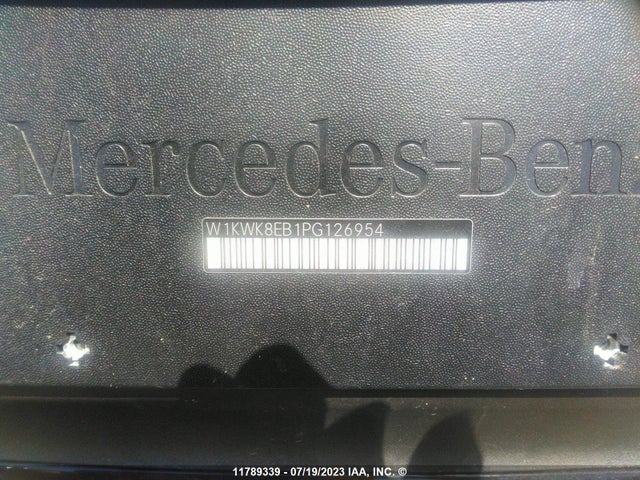 Mercedes-Ben
W1KWK8EB1PG126954
11789339 - 07/19/2023 IAA, INC. ©